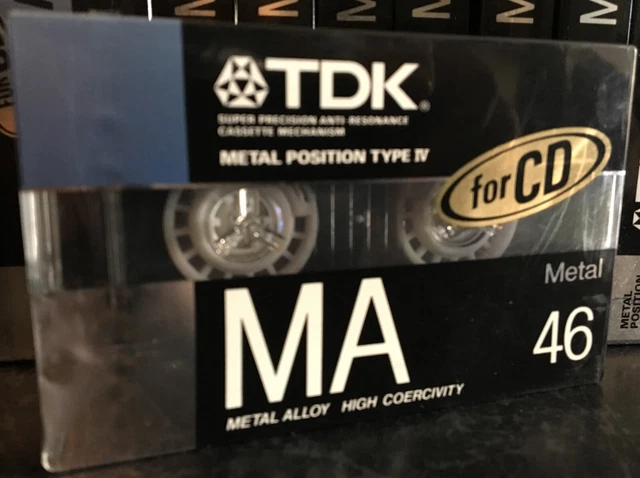 TDK®
SUPER PRECISION ANTI RESONANCE
CASSETTE MECHANISM
METAL POSITION TYPE IV
for CD
Metal
MA
46
METAL ALLOY HIGH COERCIVITY
METAL
POSITION